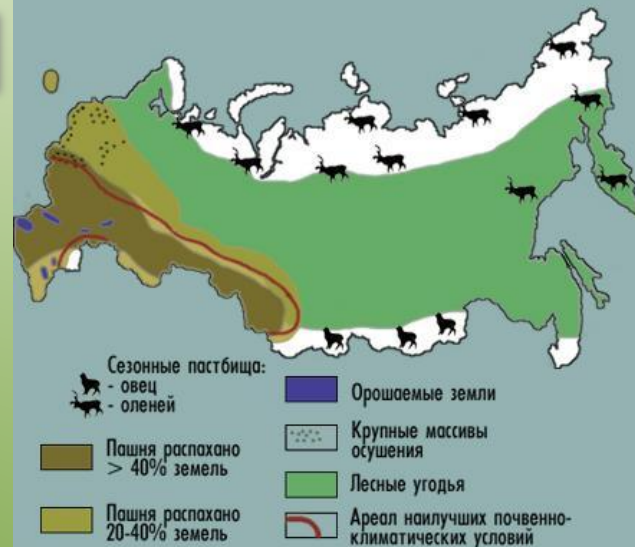 Сезонные пастбища:
- овец
- оленей
Пашня распахано
> 40% земель
Пашня распахано
20-40% земель
Орошаемые земли
Крупные массивы
осушения
Лесные угодья
Ареал наилучших почвенно-
климатических условий